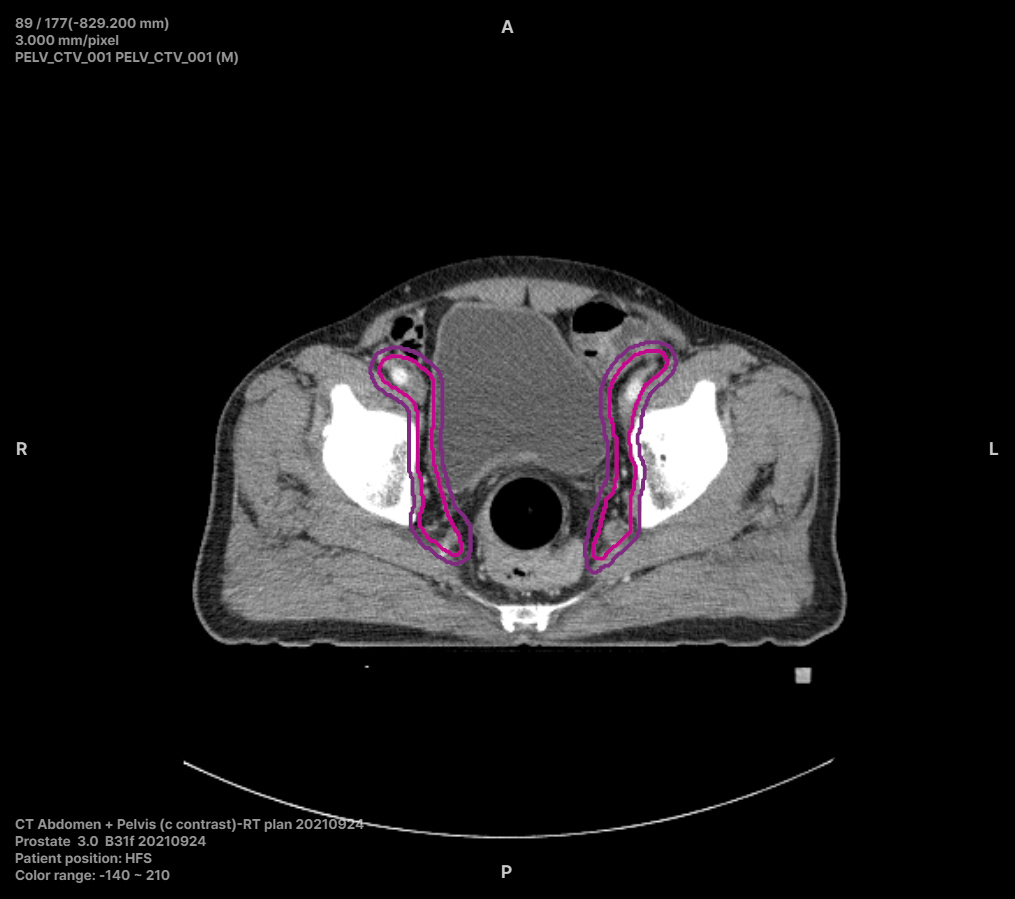 89 / 177(-829.200 mm)
3.000 mm/pixel
PELV_CTV_001 PELV_CTV_001 (M)
A
R
L
CT Abdomen + Pelvis (c contrast)-RT plan 20210924
Prostate 3.0 B31f 20210924
Patient position: HFS
Color range: -140 ~ 210
P